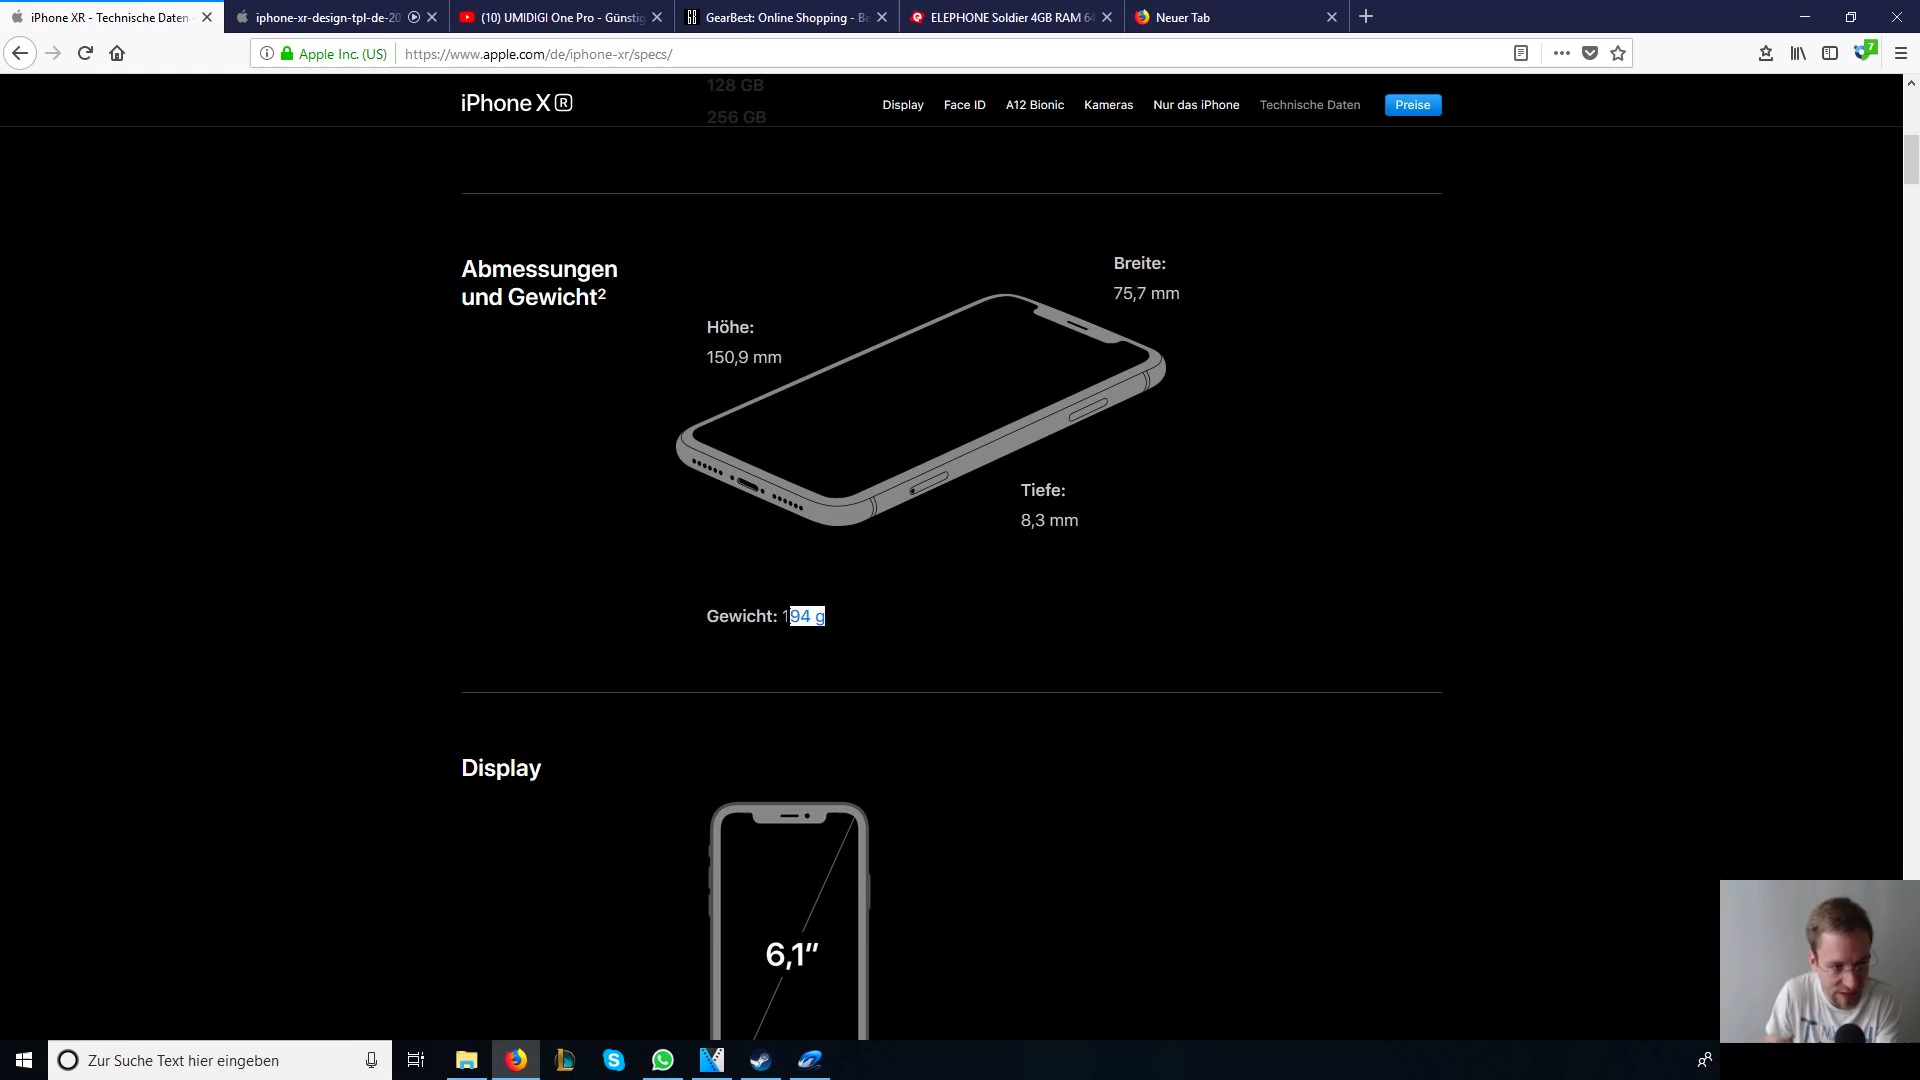 iPhone XR - Technische Daten
iphone-xr-design-tpl-de-20
(10) UMIDIGI One Pro - Günstig
GearBest: Online Shopping - Be
ELEPHONE Soldier 4GB RAM 64
Neuer Tab
Apple Inc. (US)
https://www.apple.com/de/iphone-xr/specs/
7
128 GB
iPhone XR
Display
Face ID
A12 Bionic
Kameras
Nur das iPhone
Technische Daten
Preise
256 GB
Abmessungen
und Gewicht²
Breite:
75,7 mm
Höhe:
150,9 mm
Tiefe:
8,3 mm
Gewicht: 194 g
Display
6,1″
Zur Suche Text hier eingeben